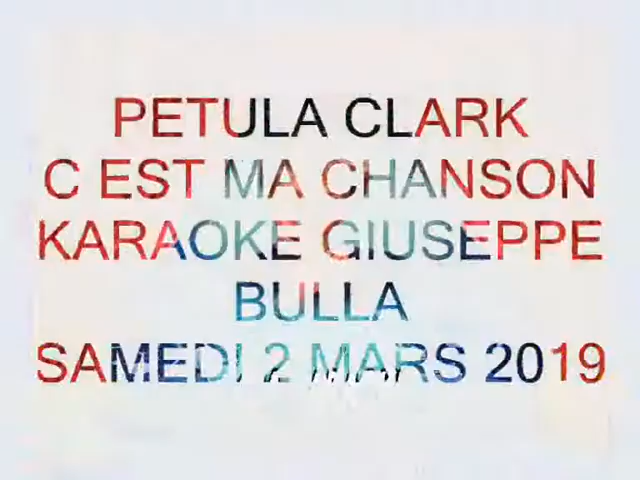 PETULA CLARK
C EST MA CHANSON
KARAOKE GIUSEPPE
BULLA
SAMEDI 2 MARS 2019